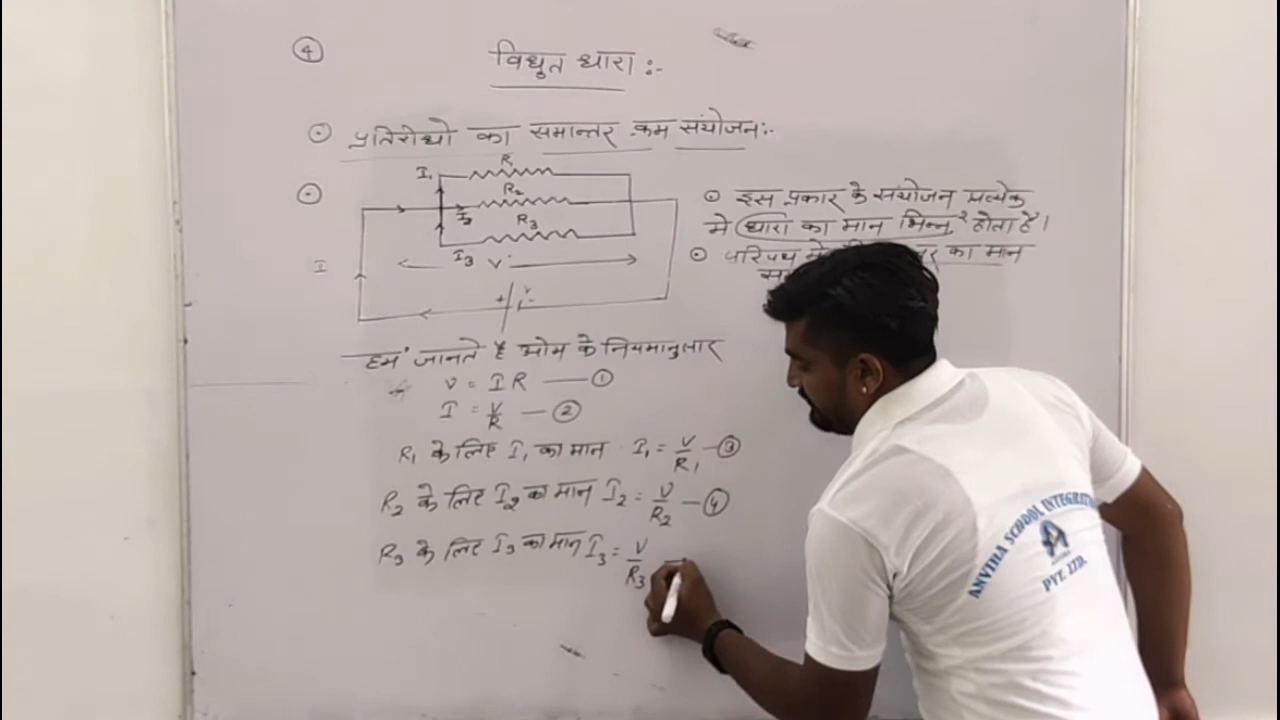 ④
विधुत धारा :-
प्रतिरोधो का समान्तर क्रम संयोजन:-
I₁ R₁
R₂
I₂
R₃
I₃ V
I
+ V -
इस प्रकार के संयोजन प्रत्येक
मे धारा का मान भिन्न होता है।
परिपथ मे का मान
हम जानते है ओम के नियमानुसार
V = IR — ①
I = V/R — ②
R₁ के लिए I₁ का मान I₁ = V/R₁ — ③
R₂ के लिए I₂ का मान I₂ = V/R₂ — ④
R₃ के लिए I₃ का मान I₃ = V/R₃
ANVIHA SCHOOL
PVT. LTD.